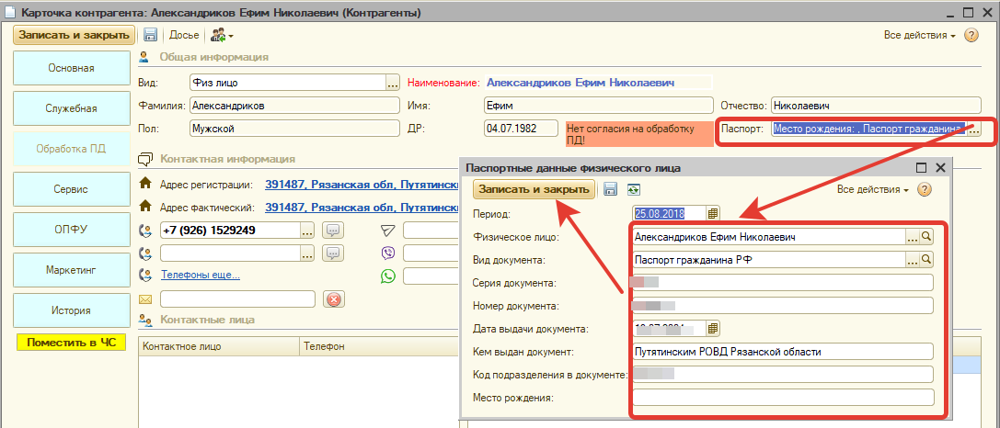 Карточка контрагента: Александриков Ефим Николаевич (Контрагенты)
Записать и закрыть Досье Все действия
Основная
Служебная
Обработка ПД
Сервис
ОПФУ
Маркетинг
История
Поместить в ЧС
Общая информация
Вид: Физ лицо ... Наименование: Александриков Ефим Николаевич
Фамилия: Александриков Имя: Ефим Отчество: Николаевич
Пол: Мужской ДР: 04.07.1982 Нет согласия на обработку
ПД!
Паспорт: Место рождения: , Паспорт гражданина ...
Контактная информация
Адрес регистрации: 391487, Рязанская обл, Путятински
Адрес фактический: 391487, Рязанская обл, Путятински
+7 (926) 1529249 ...
...
Телефоны еще...
Контактные лица
Контактное лицо Телефон
Паспортные данные физического лица
Записать и закрыть Все действия
Период: 25.08.2018
Физическое лицо: Александриков Ефим Николаевич ...
Вид документа: Паспорт гражданина РФ ...
Серия документа:
Номер документа:
Дата выдачи документа:
Кем выдан документ: Путятинским РОВД Рязанской области
Код подразделения в документе:
Место рождения: